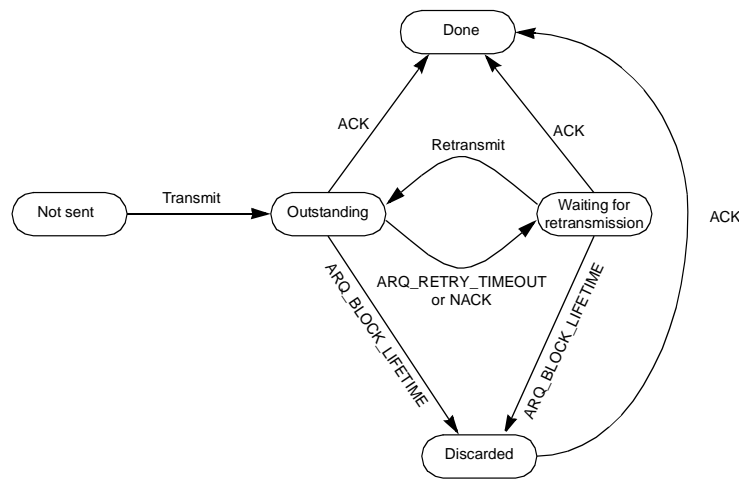 Done
ACK
ACK
Retransmit
Transmit
Not sent
Outstanding
Waiting for
retransmission
ACK
ARQ_RETRY_TIMEOUT
or NACK
ARQ_BLOCK_LIFETIME
ARQ_BLOCK_LIFETIME
Discarded